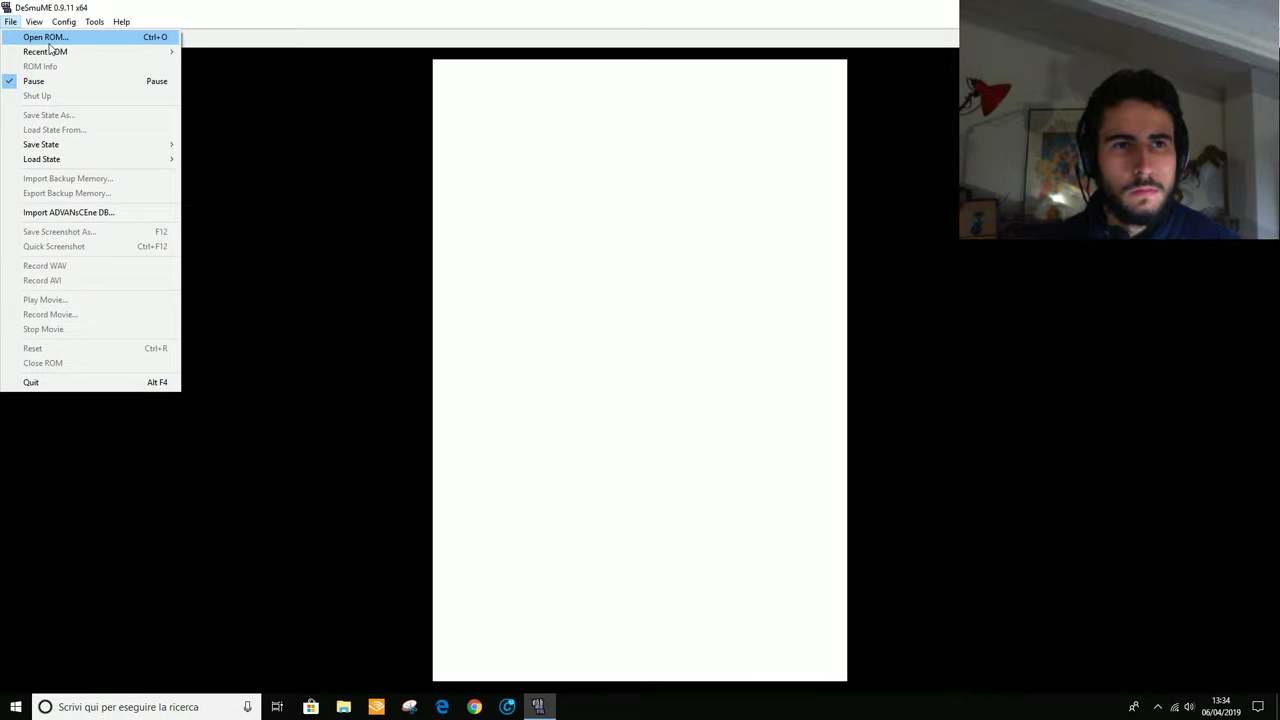 DeSmuME 0.9.11 x64
File View Config Tools Help
Open ROM... Ctrl+O
Recent ROM
ROM Info
Pause Pause
Shut Up
Save State As...
Load State From...
Save State
Load State
Import Backup Memory...
Export Backup Memory...
Import ADVANsCEne DB...
Save Screenshot As... F12
Quick Screenshot Ctrl+F12
Record WAV
Record AVI
Play Movie...
Record Movie...
Stop Movie
Reset Ctrl+R
Close ROM
Quit Alt F4
Scrivi qui per eseguire la ricerca
13:34
06/04/2019